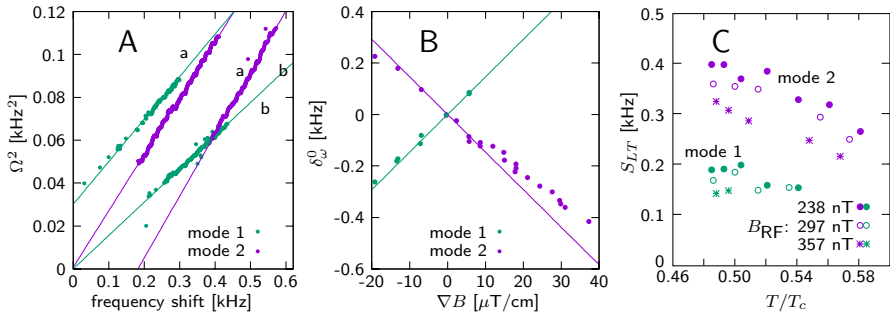 A
Ω² [kHz²]
0.12
0.1
0.08
0.06
0.04
0.02
0
a
a
b
b
mode 1
mode 2
0 0.1 0.2 0.3 0.4 0.5 0.6
frequency shift [kHz]
B
δ⁰_ω
0.4
0.2
0
-0.2
-0.4
-0.6
mode 1
mode 2
-20 -10 0 10 20 30 40
∇B [μT/cm]
C
S_LT [kHz]
0.5
0.4
0.3
0.2
0.1
0
mode 2
mode 1
238 nT
B_RF: 297 nT
357 nT
0.46 0.50 0.54 0.58
T/T_c